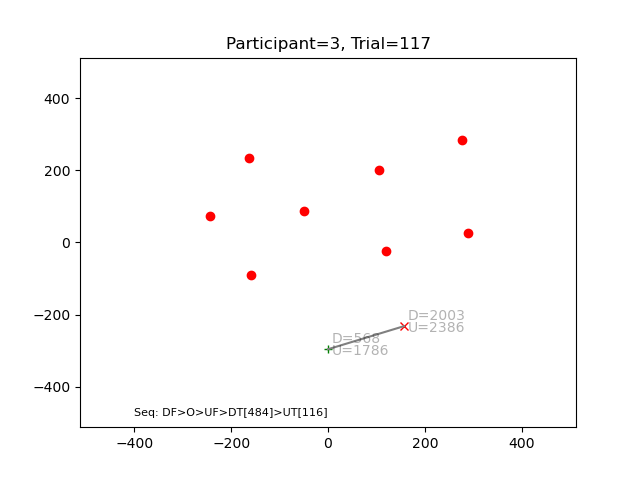 Participant=3, Trial=117
400
200
0
−200
−400
D=2003
U=2386
D=568
U=1786
Seq: DF>O>UF>DT[484]>UT[116]
−400
−200
0
200
400